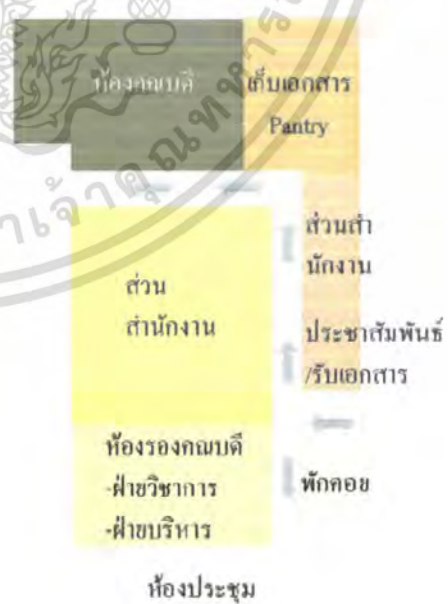 ห้องคณบดี
เก็บเอกสาร
Pantry
ส่วนสำ
นักงาน
ส่วน
สำนักงาน
ประชาสัมพันธ์
/รับเอกสาร
ห้องรองคณบดี
-ฝ่ายวิชาการ
-ฝ่ายบริหาร
พักคอย
ห้องประชุม